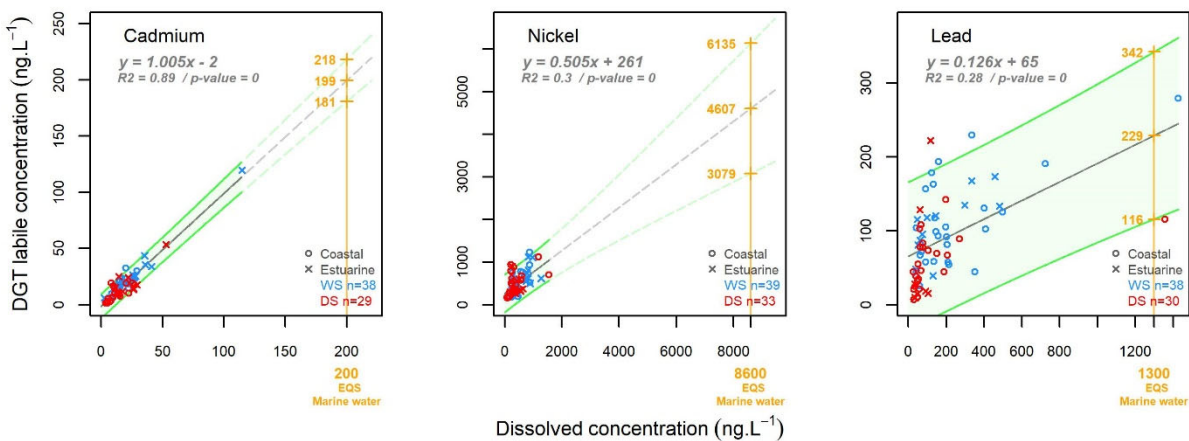 DGT labile concentration (ng.L⁻¹)
Cadmium
y = 1.005x - 2
R2 = 0.89 / p-value = 0
250
200
150
100
50
0
218
199
181
Coastal
Estuarine
WS n=38
DS n=29
0 50 100 150 200
200
EQS
Marine water
Nickel
y = 0.505x + 261
R2 = 0.3 / p-value = 0
5000
3000
1000
0
6135
4607
3079
Coastal
Estuarine
WS n=39
DS n=33
0 2000 4000 6000 8000
8600
EQS
Marine water
Lead
y = 0.126x + 65
R2 = 0.28 / p-value = 0
300
200
100
0
342
229
116
Coastal
Estuarine
WS n=38
DS n=30
0 200 400 600 800 1200
1300
EQS
Marine water
Dissolved concentration (ng.L⁻¹)